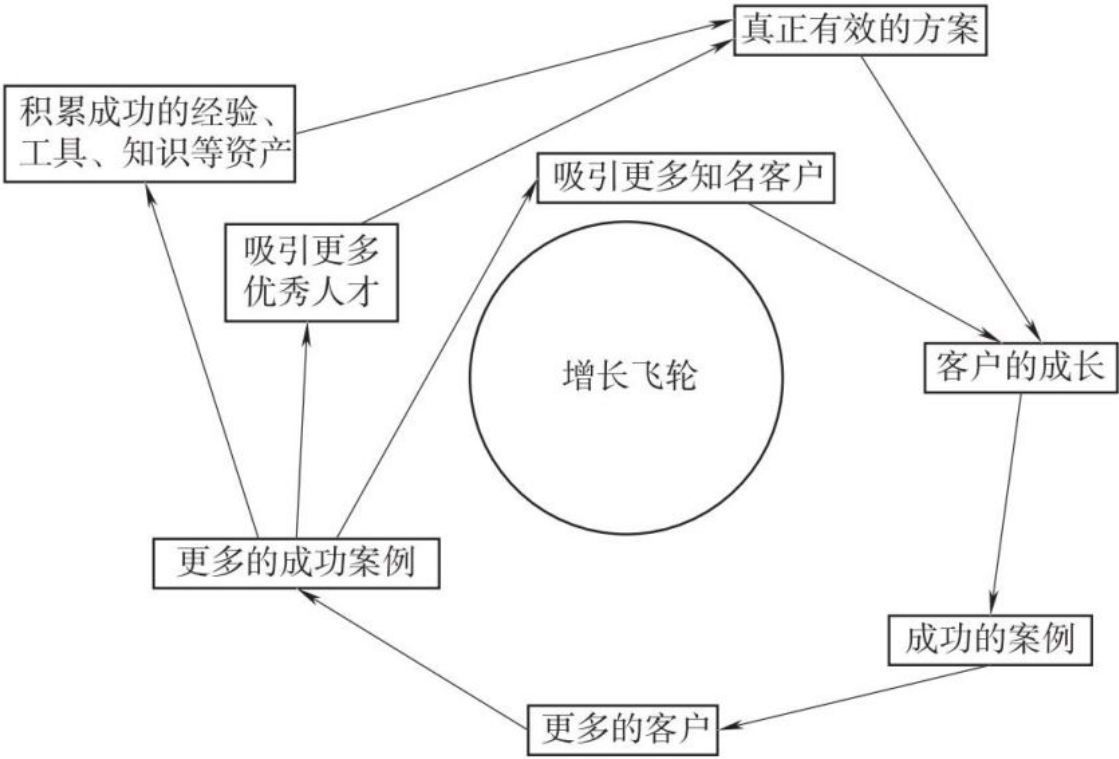 真正有效的方案
积累成功的经验、
工具、知识等资产
吸引更多知名客户
吸引更多
优秀人才
增长飞轮
客户的成长
更多的成功案例
成功的案例
更多的客户